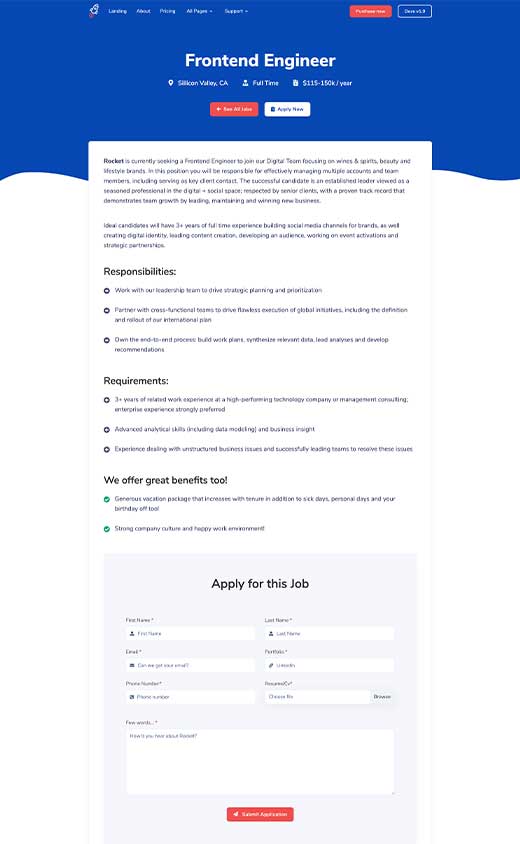 Landing About Pricing All Pages Support Purchase now Docs v1.3
Frontend Engineer
Sillicon Valley, CA Full Time $115-150k / year
See All Jobs Apply Now
Rocket is currently seeking a Frontend Engineer to join our Digital Team focusing on wines & spirits, beauty and
lifestyle brands. In this position you will be responsible for effectively managing multiple accounts and team
members, including serving as key client contact. The successful candidate is an established leader viewed as a
seasoned professional in the digital + social space; respected by senior clients, with a proven track record that
demonstrates team growth by leading, maintaining and winning new business.
Ideal candidates will have 3+ years of full time experience building social media channels for brands, as well
creating digital identity, leading content creation, developing an audience, working on event activations and
strategic partnerships.
Responsibilities:
Work with our leadership team to drive strategic planning and prioritization
Partner with cross-functional teams to drive flawless execution of global initiatives, including the definition
and rollout of our international plan
Own the end-to-end process: build work plans, synthesize relevant data, lead analyses and develop
recommendations
Requirements:
3+ years of related work experience at a high-performing technology company or management consulting;
enterprise experience strongly preferred
Advanced analytical skills (including data modeling) and business insight
Experience dealing with unstructured business issues and successfully leading teams to resolve these issues
We offer great benefits too!
Generous vacation package that increases with tenure in addition to sick days, personal days and your
birthday off too!
Strong company culture and happy work environment!
Apply for this Job
First Name * Last Name *
First Name Last Name
Email * Portfolio *
Can we get your email? LinkedIn
Phone Number* Resume/Cv*
Phone number Choose file Browse
Few words... *
How'd you hear about Rocket?
Submit Application